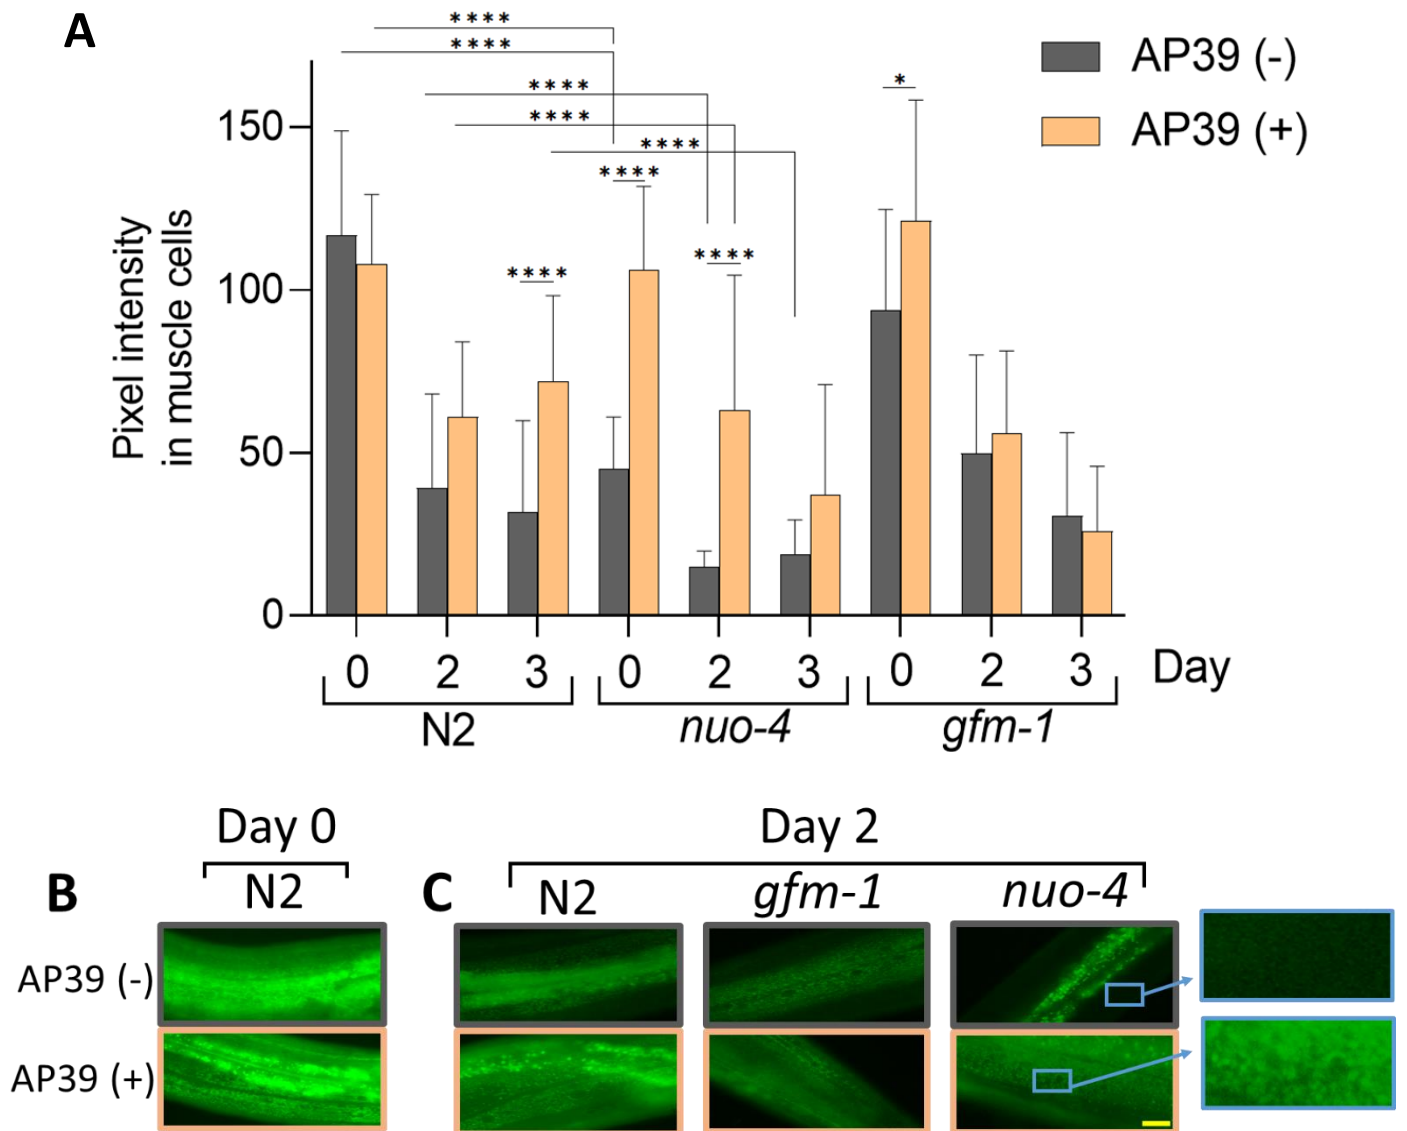 A
****
****
****
****
****
****
****
****
*
AP39 (-)
AP39 (+)
Pixel intensity
in muscle cells
150
100
50
0
0 2 3 0 2 3 0 2 3 Day
N2 nuo-4 gfm-1
Day 0 Day 2
B N2 C N2 gfm-1 nuo-4
AP39 (-)
AP39 (+)